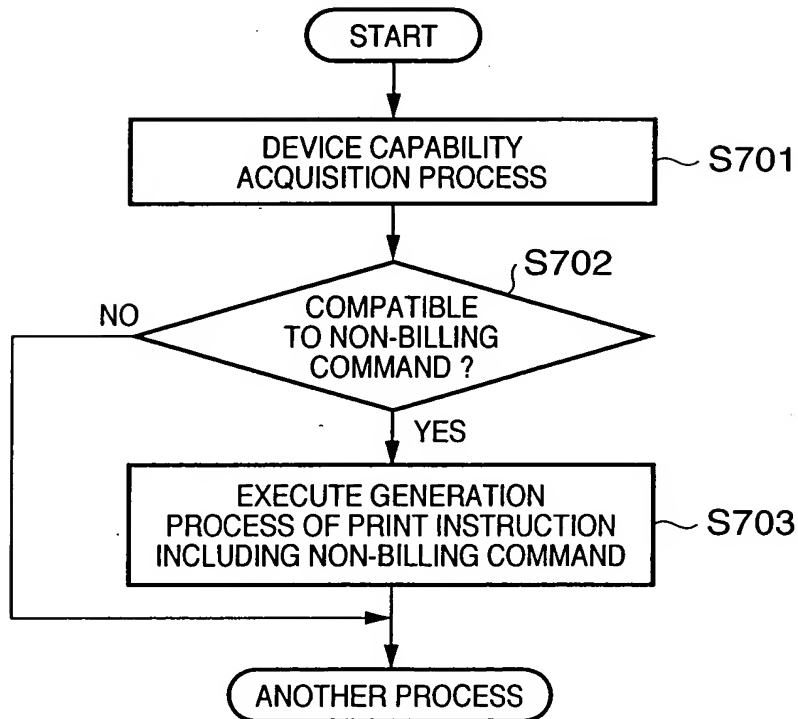 START
DEVICE CAPABILITY
ACQUISITION PROCESS
S701
S702
COMPATIBLE
TO NON-BILLING
COMMAND ?
NO
YES
EXECUTE GENERATION
PROCESS OF PRINT INSTRUCTION
INCLUDING NON-BILLING COMMAND
S703
ANOTHER PROCESS